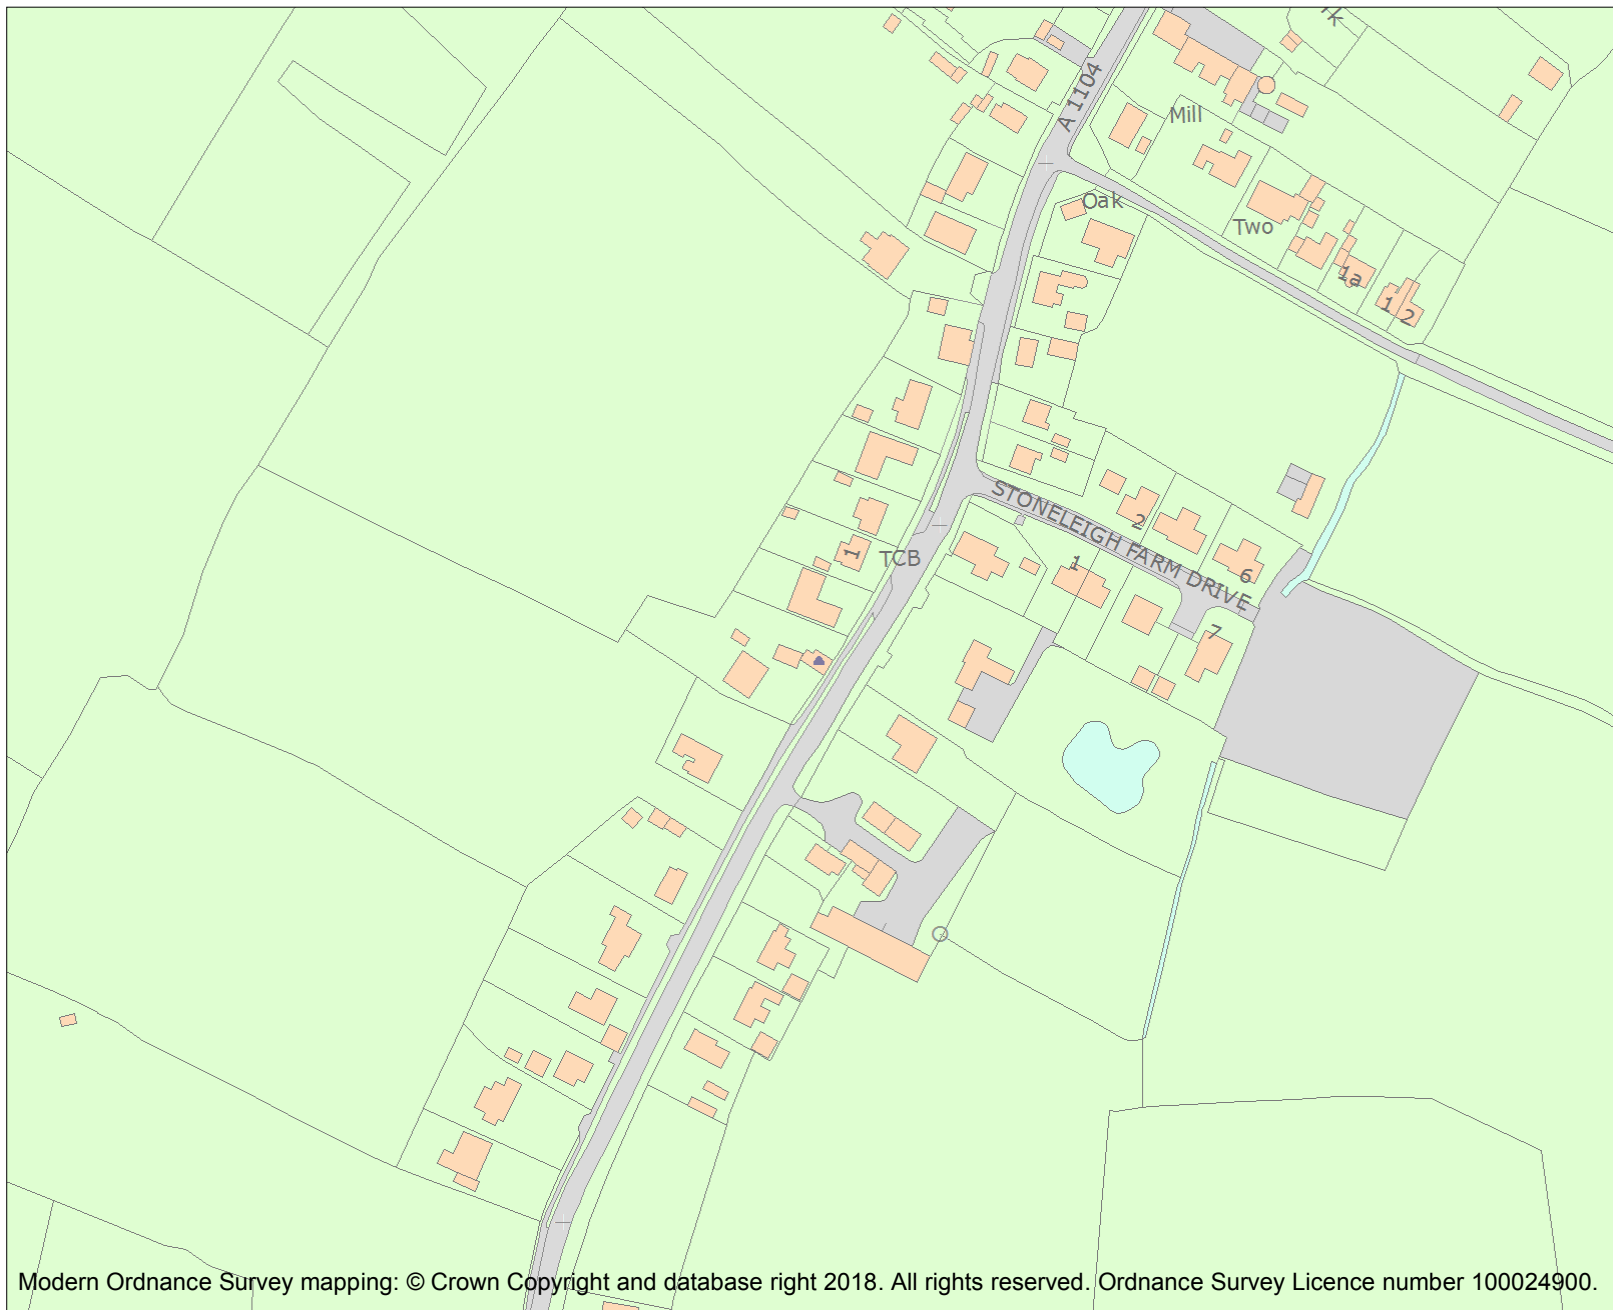 rk
A 1104
Mill
Oak
Two
1a
1
2
STONELEIGH FARM DRIVE
2
1
TCB
1
6
7
Modern Ordnance Survey mapping: © Crown Copyright and database right 2018. All rights reserved. Ordnance Survey Licence number 100024900.